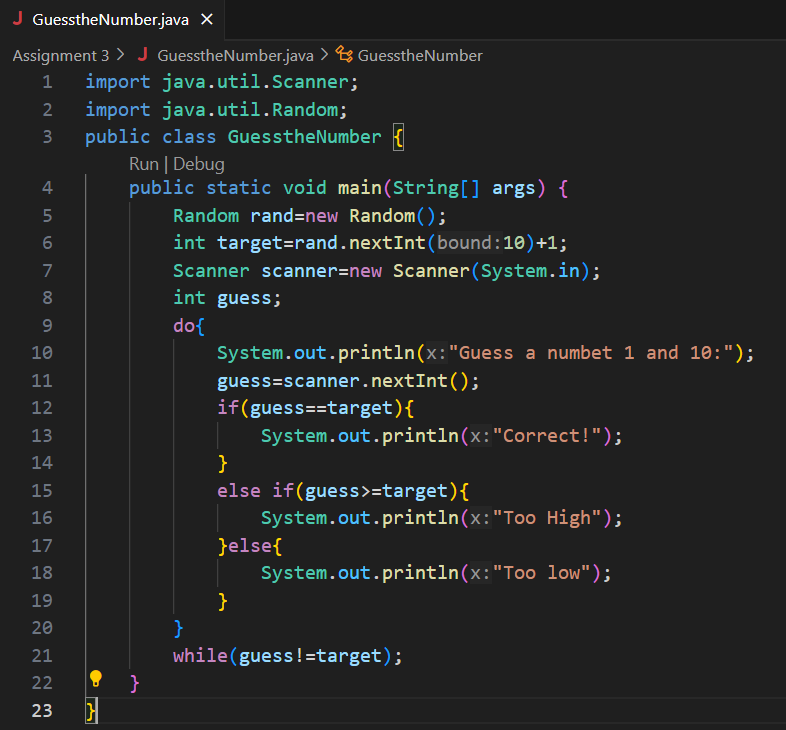 J GuesstheNumber.java ×
Assignment 3 > J GuesstheNumber.java > GuesstheNumber
1 import java.util.Scanner;
2 import java.util.Random;
3 public class GuesstheNumber {
Run | Debug
4 public static void main(String[] args) {
5 Random rand=new Random();
6 int target=rand.nextInt(bound:10)+1;
7 Scanner scanner=new Scanner(System.in);
8 int guess;
9 do{
10 System.out.println(x:"Guess a numbet 1 and 10:");
11 guess=scanner.nextInt();
12 if(guess==target){
13 System.out.println(x:"Correct!");
14 }
15 else if(guess>=target){
16 System.out.println(x:"Too High");
17 }else{
18 System.out.println(x:"Too low");
19 }
20 }
21 while(guess!=target);
22 }
23 }